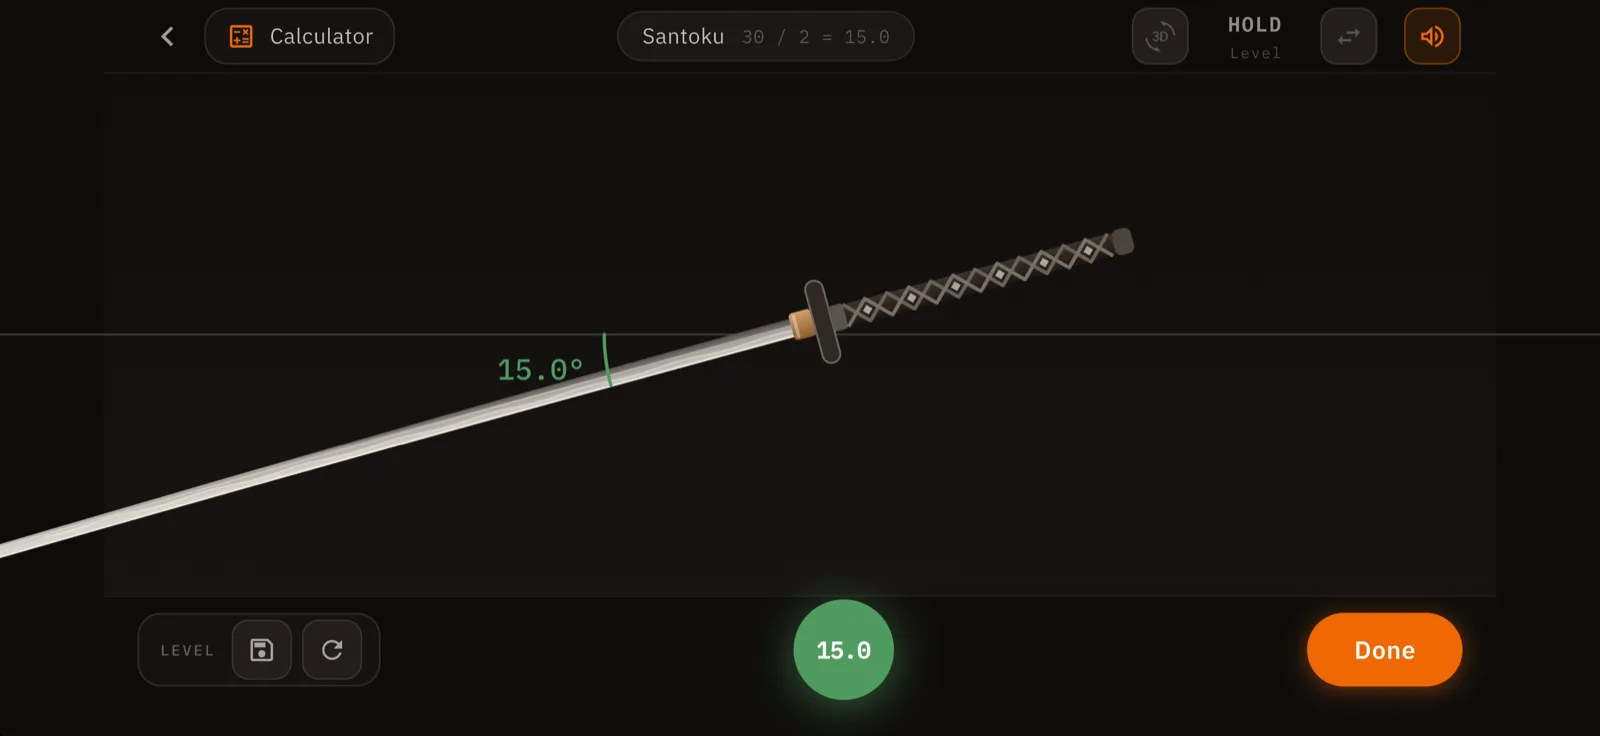 Calculator
Santoku 30 / 2 = 15.0
3D
HOLD
Level
15.0°
LEVEL
15.0
Done